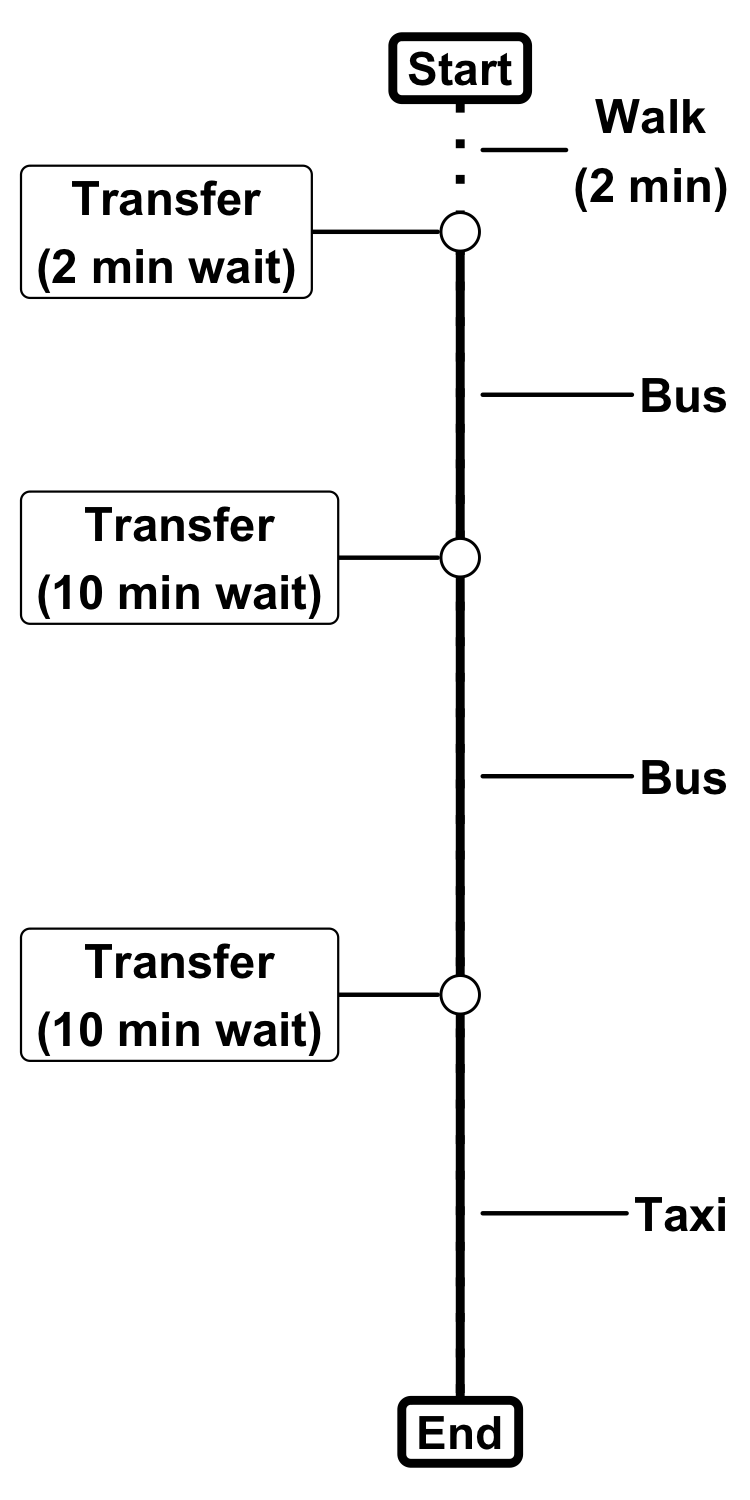 Start
Walk
(2 min)
Transfer
(2 min wait)
Bus
Transfer
(10 min wait)
Bus
Transfer
(10 min wait)
Taxi
End